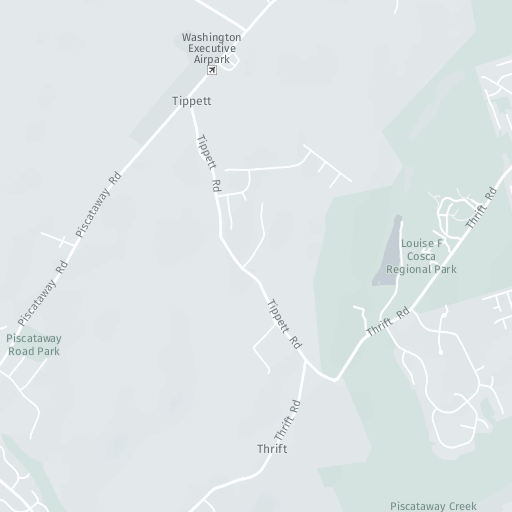 Washington
Executive
Airpark
Tippett
Tippett Rd
Piscataway Rd
Thrift Rd
Louise F
Cosca
Regional Park
Piscataway Rd
Tippett Rd
Thrift Rd
Piscataway
Road Park
Thrift Rd
Thrift
Piscataway Creek